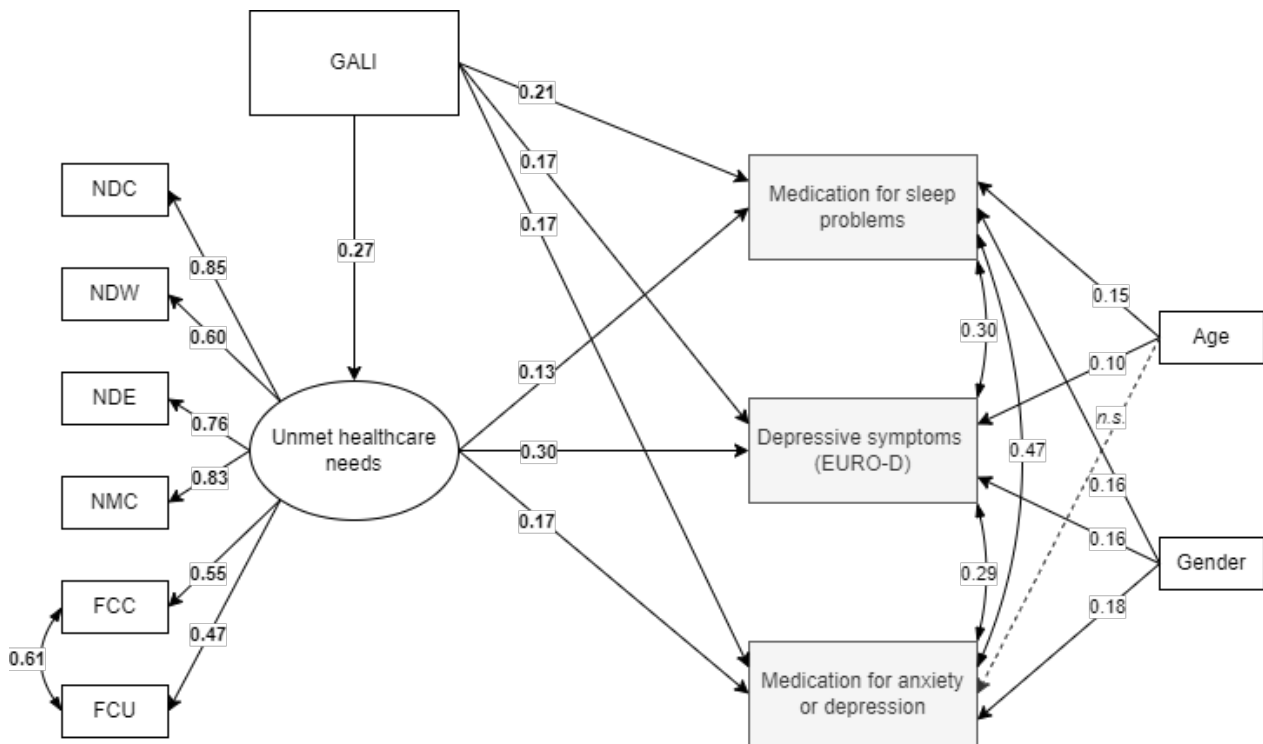 GALI
0.21
0.17
0.17
NDC
Medication for sleep
problems
0.27
0.85
NDW
0.60
0.15
0.30
Age
NDE
0.13
0.10
0.76
Unmet healthcare
needs
Depressive symptoms
(EURO-D)
n.s.
0.30
0.47
0.83
NMC
0.16
0.17
0.16
Gender
0.55
0.29
FCC
0.18
0.47
0.61
Medication for anxiety
or depression
FCU